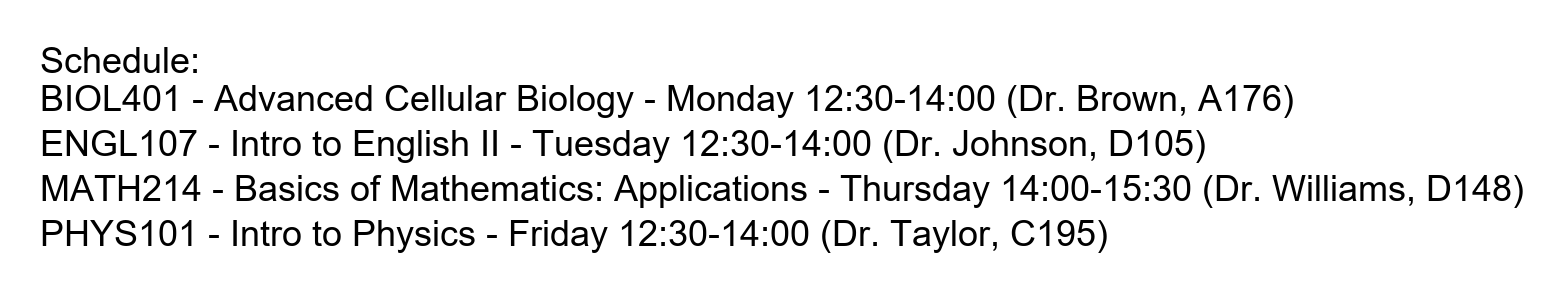 Schedule:
BIOL401 - Advanced Cellular Biology - Monday 12:30-14:00 (Dr. Brown, A176)
ENGL107 - Intro to English II - Tuesday 12:30-14:00 (Dr. Johnson, D105)
MATH214 - Basics of Mathematics: Applications - Thursday 14:00-15:30 (Dr. Williams, D148)
PHYS101 - Intro to Physics - Friday 12:30-14:00 (Dr. Taylor, C195)